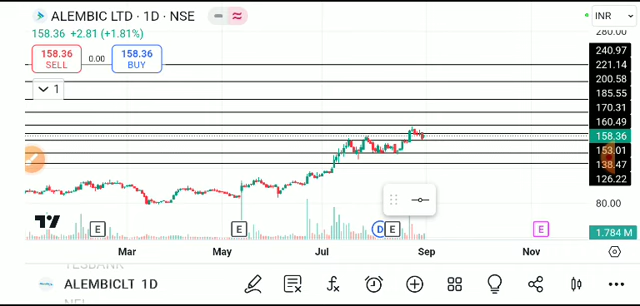 ALEMBIC LTD · 1D · NSE
INR
158.36 +2.81 (+1.81%)
280.00
158.36
SELL
0.00
158.36
BUY
240.97
221.14
200.58
185.55
170.31
160.49
158.36
153.01
138.47
126.22
80.00
1.784 M
1
E
E
D
E
E
Mar
May
Jul
Sep
Nov
YESBANK
ALEMBICLT 1D